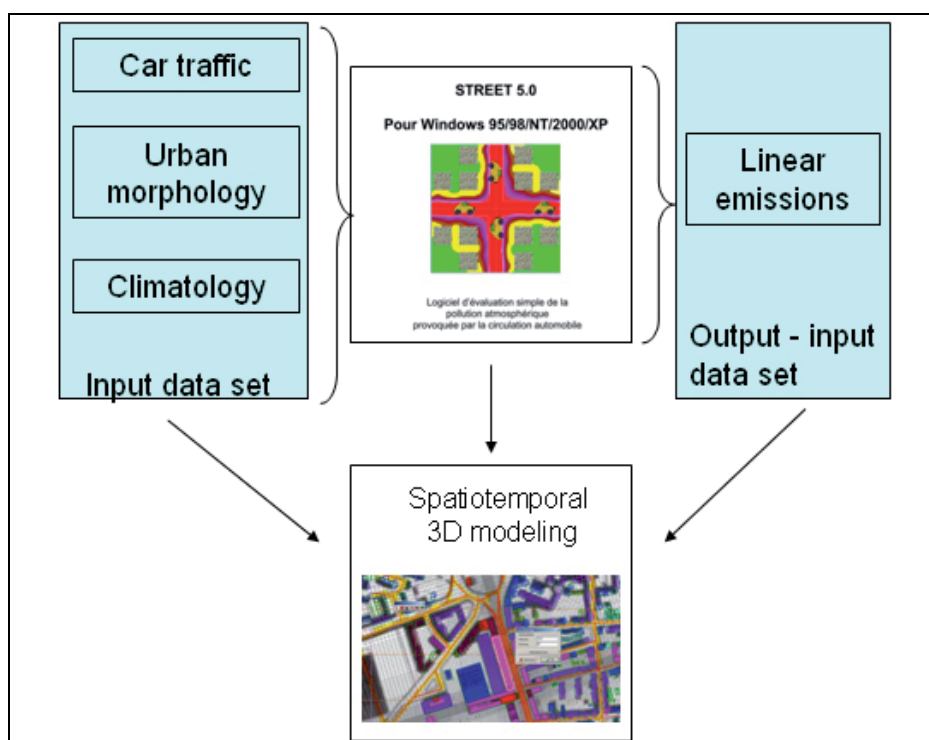 Car traffic
Urban
morphology
Climatology
Input data set
STREET 5.0
Pour Windows 95/98/NT/2000/XP
Logiciel d'évaluation simple de la
pollution atmosphérique
provoquée par la circulation automobile
Linear
emissions
Output - input
data set
Spatiotemporal
3D modeling